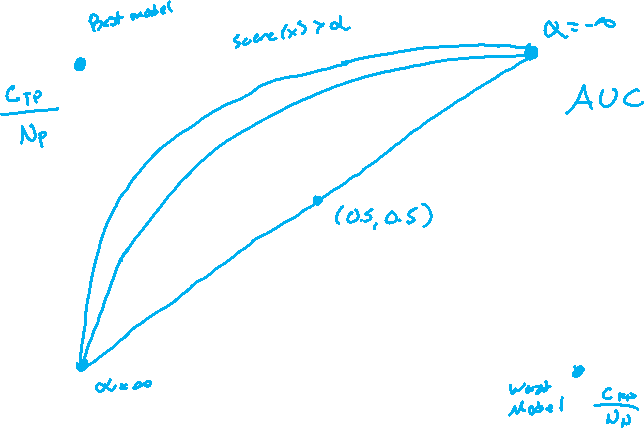 Best model
score(x) > α
α = -∞
C_TP
N_P
AUC
(0.5, 0.5)
α = ∞
Worst
Model
C_FP
N_N